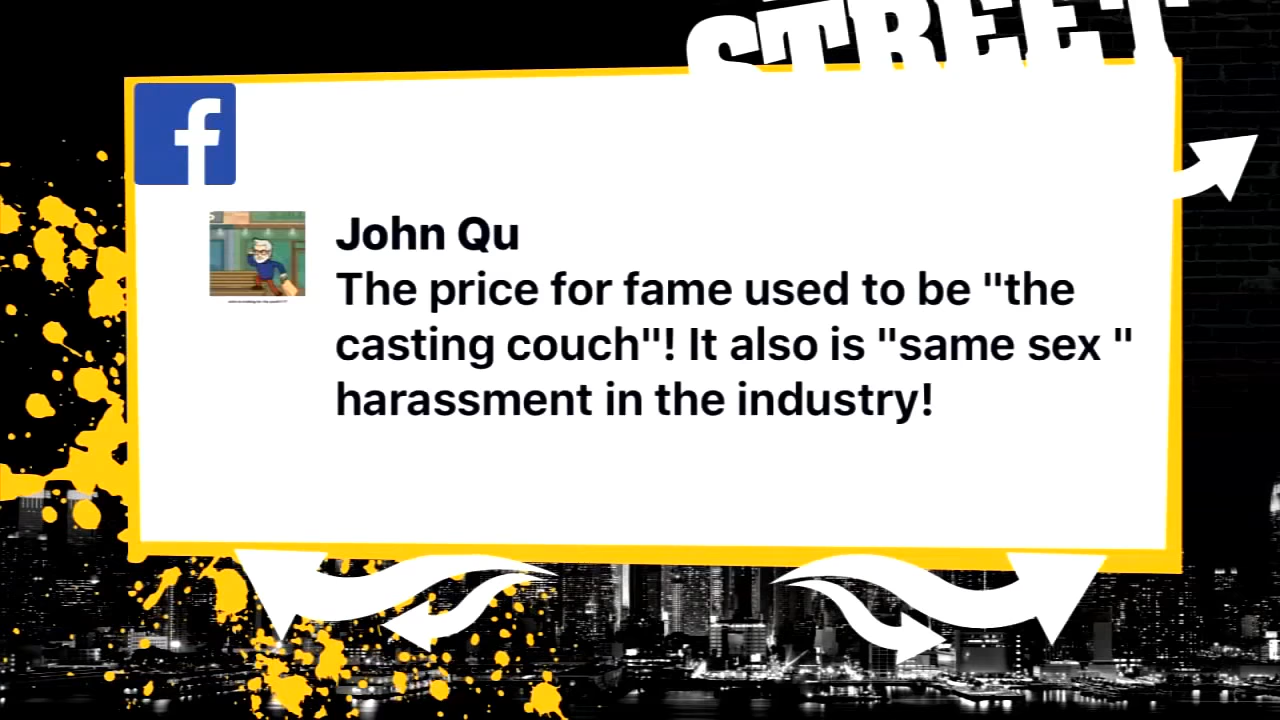 STREET
John Qu
The price for fame used to be "the
casting couch"! It also is "same sex "
harassment in the industry!